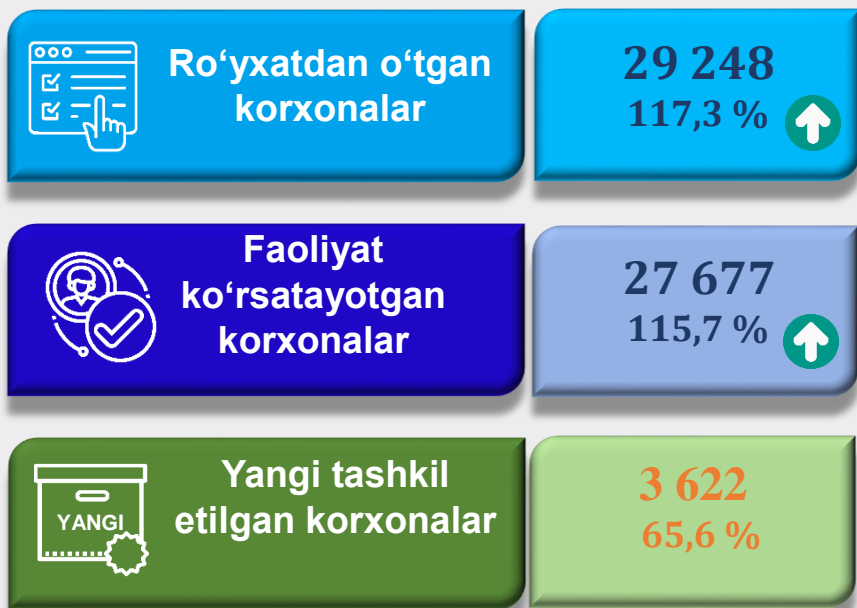 Ro‘yxatdan o‘tgan
korxonalar
29 248
117,3 %
Faoliyat
ko‘rsatayotgan
korxonalar
27 677
115,7 %
YANGI
Yangi tashkil
etilgan korxonalar
3 622
65,6 %